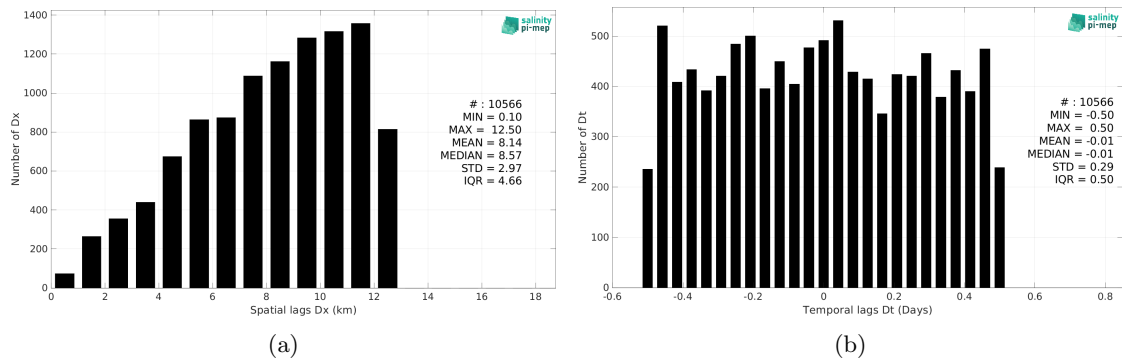 1400
1200
1000
800
600
400
200
0
Number of Dx
salinity
pi-mep
# : 10566
MIN = 0.10
MAX = 12.50
MEAN = 8.14
MEDIAN = 8.57
STD = 2.97
IQR = 4.66
0 2 4 6 8 10 12 14 16 18
Spatial lags Dx (km)
(a)
500
400
300
200
100
0
Number of Dt
salinity
pi-mep
# : 10566
MIN = -0.50
MAX = 0.50
MEAN = -0.01
MEDIAN = -0.01
STD = 0.29
IQR = 0.50
-0.6 -0.4 -0.2 0 0.2 0.4 0.6 0.8
Temporal lags Dt (Days)
(b)